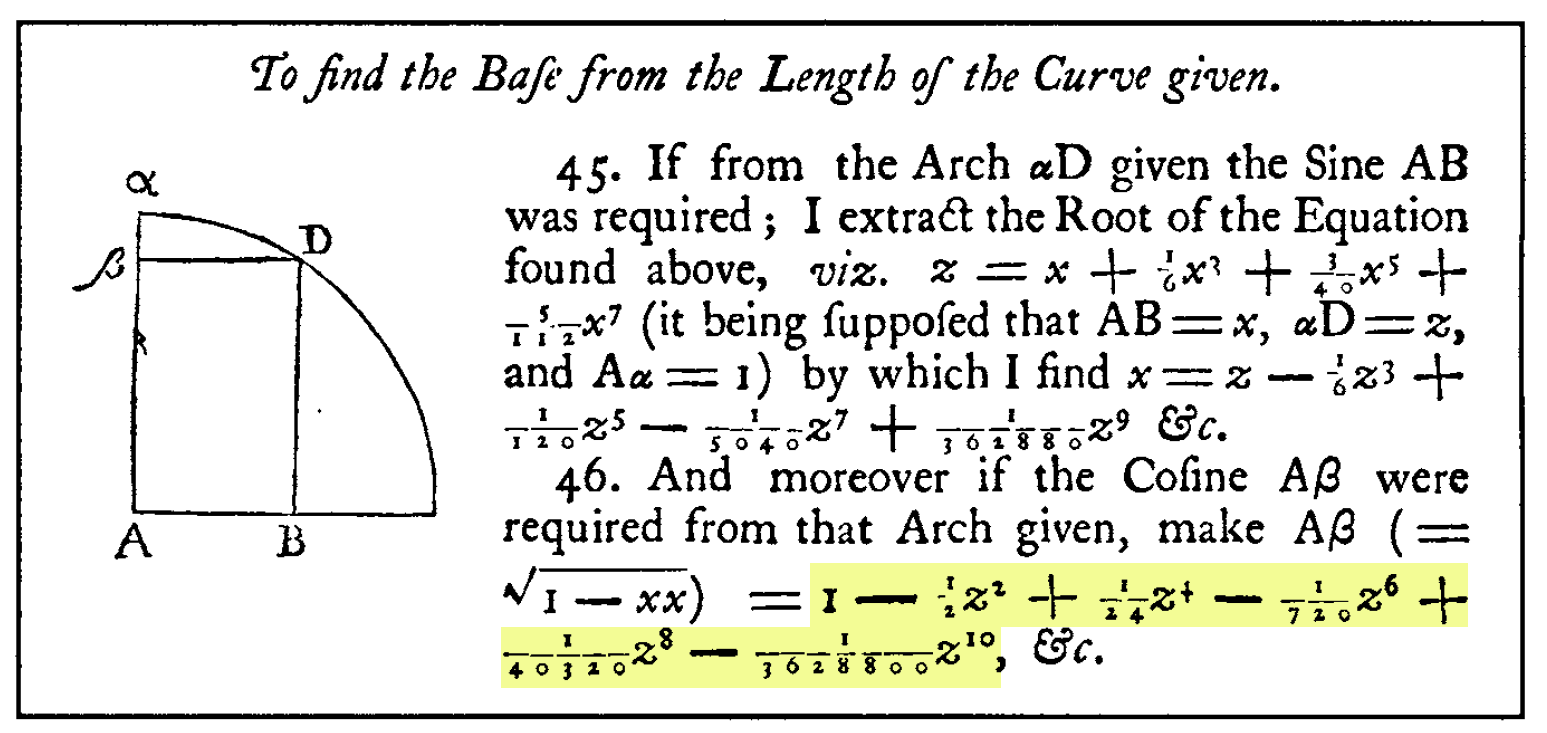 To find the Baſe from the Length of the Curve given.
α
β
D
A
B
45. If from the Arch αD given the Sine AB
was required; I extract the Root of the Equation
found above, viz. z = x + 1/6x³ + 3/40x⁵ +
5/112x⁷ (it being ſuppoſed that AB = x, αD = z,
and Aα = 1) by which I find x = z — 1/6z³ +
1/120z⁵ — 1/5040z⁷ + 1/362880z⁹ &c.
46. And moreover if the Coſine Aβ were
required from that Arch given, make Aβ (=
√1 — xx) = 1 — 1/2z² + 1/24z⁴ — 1/720z⁶ +
1/40320z⁸ — 1/3628800z¹⁰, &c.